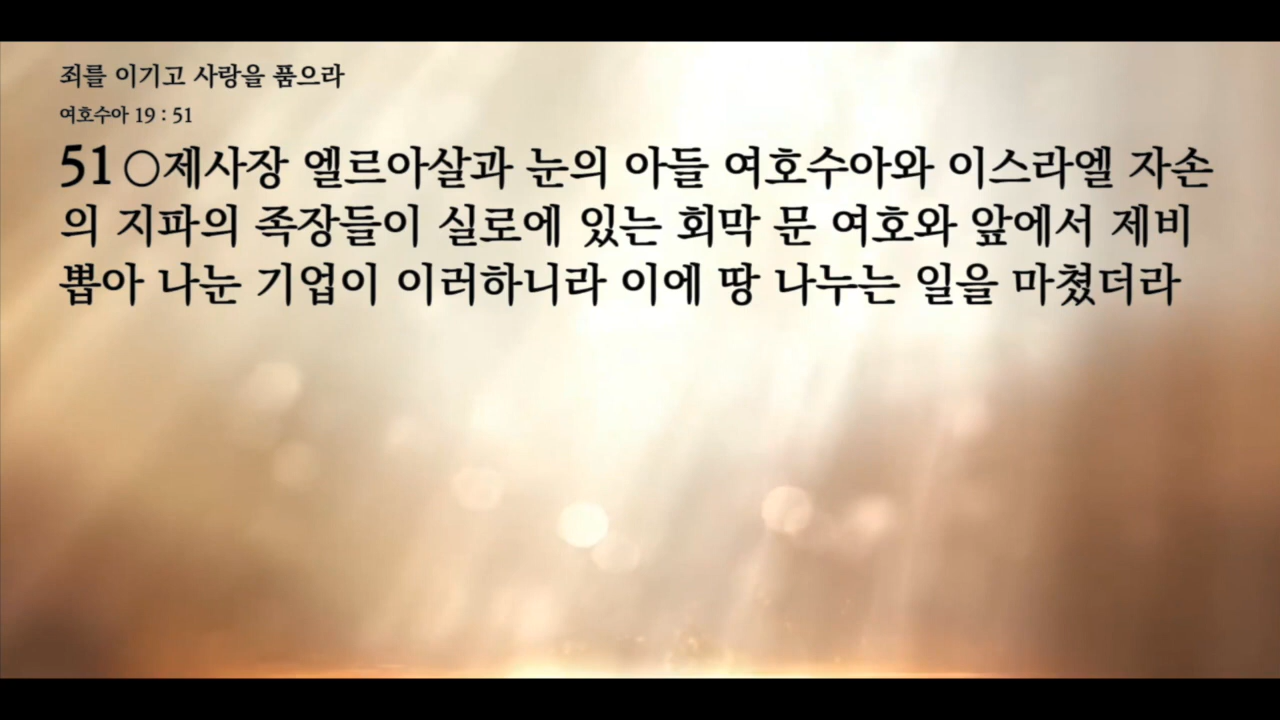 죄를 이기고 사랑을 품으라
여호수아 19 : 51
51○제사장 엘르아살과 눈의 아들 여호수아와 이스라엘 자손
의 지파의 족장들이 실로에 있는 회막 문 여호와 앞에서 제비
뽑아 나눈 기업이 이러하니라 이에 땅 나누는 일을 마쳤더라